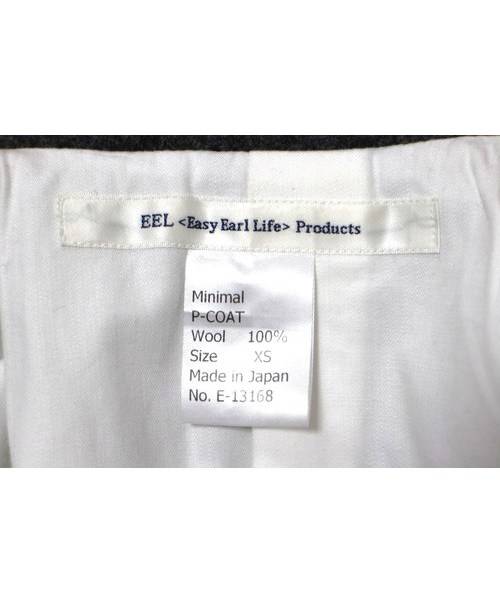 EEL <Easy Earl Life> Products
Minimal
P-COAT
Wool 100%
Size XS
Made in Japan
No. E-13168